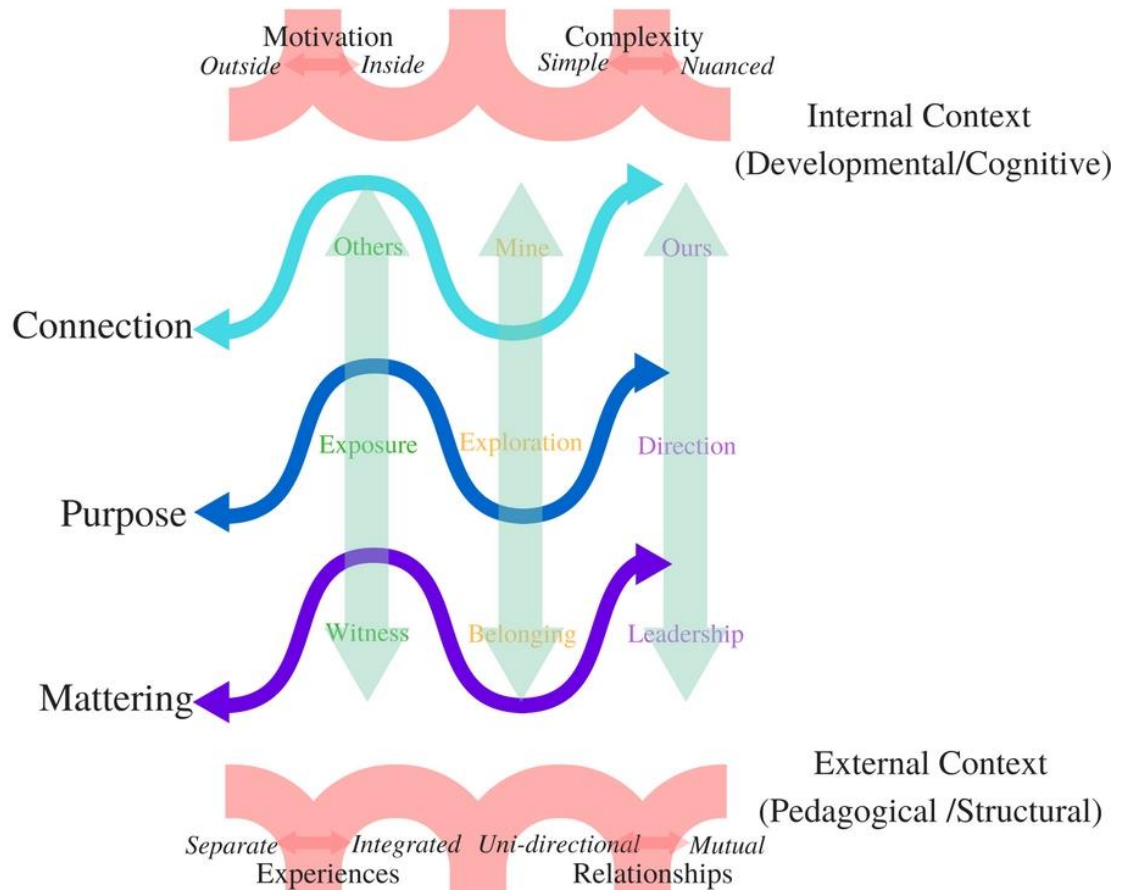 Motivation
Complexity
Outside
Inside
Simple
Nuanced
Internal Context
(Developmental/Cognitive)
Others
Mine
Ours
Connection
Exposure
Exploration
Direction
Purpose
Witness
Belonging
Leadership
Mattering
External Context
(Pedagogical /Structural)
Separate
Integrated
Uni-directional
Mutual
Experiences
Relationships